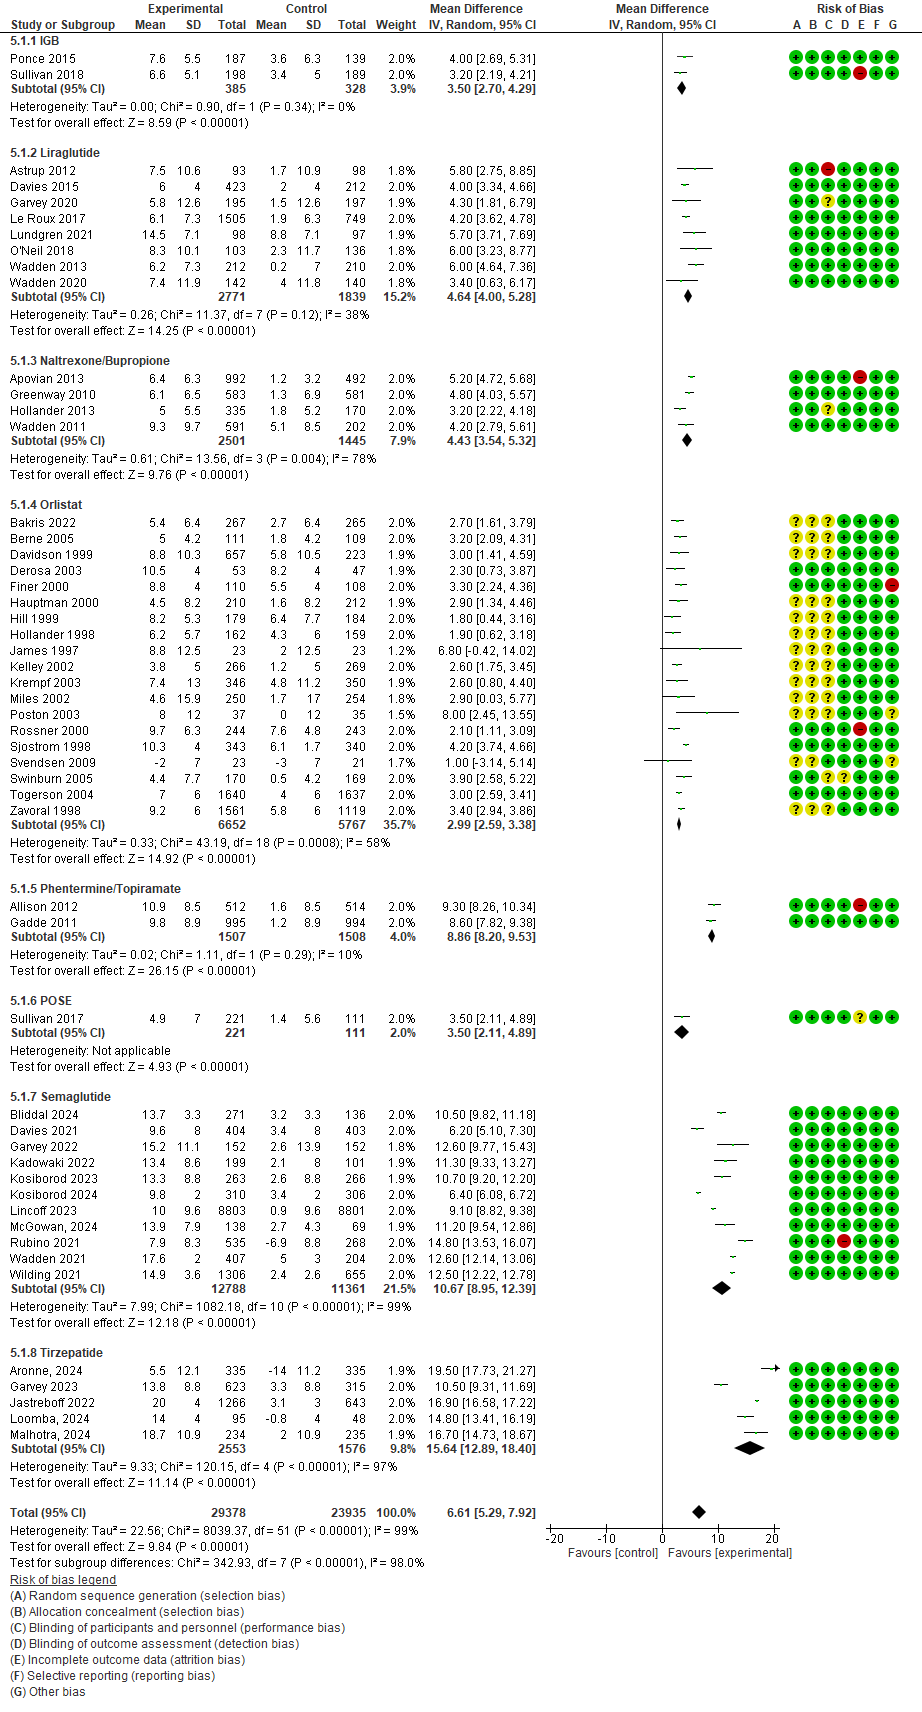 Experimental Control Mean Difference Mean Difference Risk of Bias
Study or Subgroup Mean SD Total Mean SD Total Weight IV, Random, 95% CI IV, Random, 95% CI A B C D E F G
5.1.1 IGB
Ponce 2015 7.6 5.5 187 3.6 6.3 139 2.0% 4.00 [2.69, 5.31] + + + + + + +
Sullivan 2018 6.6 5.1 198 3.4 5 189 2.0% 3.20 [2.19, 4.21] + + + + − + +
Subtotal (95% CI) 385 328 3.9% 3.50 [2.70, 4.29]
Heterogeneity: Tau² = 0.00; Chi² = 0.90, df = 1 (P = 0.34); I² = 0%
Test for overall effect: Z = 8.59 (P < 0.00001)
5.1.2 Liraglutide
Astrup 2012 7.5 10.6 93 1.7 10.9 98 1.8% 5.80 [2.75, 8.85] + + − + + + +
Davies 2015 6 4 423 2 4 212 2.0% 4.00 [3.34, 4.66] + + + + + + +
Garvey 2020 5.8 12.6 195 1.5 12.6 197 1.9% 4.30 [1.81, 6.79] + + ? + + + +
Le Roux 2017 6.1 7.3 1505 1.9 6.3 749 2.0% 4.20 [3.62, 4.78] + + + + + + +
Lundgren 2021 14.5 7.1 98 8.8 7.1 97 1.9% 5.70 [3.71, 7.69] + + + + + + +
O'Neil 2018 8.3 10.1 103 2.3 11.7 136 1.9% 6.00 [3.23, 8.77] + + + + + + +
Wadden 2013 6.2 7.3 212 0.2 7 210 2.0% 6.00 [4.64, 7.36] + + + + + + +
Wadden 2020 7.4 11.9 142 4 11.8 140 1.8% 3.40 [0.63, 6.17] + + + + + + +
Subtotal (95% CI) 2771 1839 15.2% 4.64 [4.00, 5.28]
Heterogeneity: Tau² = 0.26; Chi² = 11.37, df = 7 (P = 0.12); I² = 38%
Test for overall effect: Z = 14.25 (P < 0.00001)
5.1.3 Naltrexone/Bupropione
Apovian 2013 6.4 6.3 992 1.2 3.2 492 2.0% 5.20 [4.72, 5.68] + + + + − + +
Greenway 2010 6.1 6.5 583 1.3 6.9 581 2.0% 4.80 [4.03, 5.57] + + + + + + +
Hollander 2013 5 5.5 335 1.8 5.2 170 2.0% 3.20 [2.22, 4.18] + + ? + + + +
Wadden 2011 9.3 9.7 591 5.1 8.5 202 2.0% 4.20 [2.79, 5.61] + + + + + + +
Subtotal (95% CI) 2501 1445 7.9% 4.43 [3.54, 5.32]
Heterogeneity: Tau² = 0.61; Chi² = 13.56, df = 3 (P = 0.004); I² = 78%
Test for overall effect: Z = 9.76 (P < 0.00001)
5.1.4 Orlistat
Bakris 2022 5.4 6.4 267 2.7 6.4 265 2.0% 2.70 [1.61, 3.79] ? ? ? + + + +
Berne 2005 5 4.2 111 1.8 4.2 109 2.0% 3.20 [2.09, 4.31] ? ? ? + + + +
Davidson 1999 8.8 10.3 657 5.8 10.5 223 1.9% 3.00 [1.41, 4.59] ? ? ? + + + +
Derosa 2003 10.5 4 53 8.2 4 47 2.0% 2.30 [0.73, 3.87] + + + + + + +
Finer 2000 8.8 4 110 5.5 4 108 2.0% 3.30 [2.24, 4.36] + + + + + + −
Hauptman 2000 4.5 8.2 210 1.6 8.2 212 2.0% 2.90 [1.34, 4.46] ? ? ? + + + +
Hill 1999 8.2 5.3 179 6.4 7.7 184 2.0% 1.80 [0.44, 3.16] ? ? ? + + + +
Hollander 1998 6.2 5.7 162 4.3 6 159 2.0% 1.90 [0.62, 3.18] ? ? ? + + + +
James 1997 8.8 12.5 23 2 12.5 23 1.2% 6.80 [-0.42, 14.02] ? ? ? + + + +
Kelley 2002 3.8 5 266 1.2 5 269 2.0% 2.60 [1.75, 3.45] ? ? ? + + + +
Krempf 2003 7.4 13 346 4.8 11.2 350 1.9% 2.60 [0.80, 4.40] ? ? ? + + + +
Miles 2002 4.6 15.9 250 1.7 17 254 1.8% 2.90 [0.03, 5.77] ? ? ? + + + +
Poston 2003 8 12 37 0 12 35 1.5% 8.00 [2.45, 13.55] ? ? ? + + + ?
Rossner 2000 9.7 6.3 244 7.6 4.8 243 2.0% 2.10 [1.11, 3.09] + + + + − + +
Sjostrom 1998 10.3 4 343 6.1 1.7 340 2.0% 4.20 [3.74, 4.66] + + + + + + +
Svendsen 2009 -2 7 23 -3 7 21 1.7% 1.00 [-3.14, 5.14] ? ? + + + + ?
Swinburn 2005 4.4 7.7 170 0.5 4.2 169 2.0% 3.90 [2.58, 5.22] + + ? ? + + +
Togerson 2004 7 6 1640 4 6 1637 2.0% 3.00 [2.59, 3.41] + + + + + + +
Zavoral 1998 9.2 6 1561 5.8 6 1119 2.0% 3.40 [2.94, 3.86] ? ? ? + + + +
Subtotal (95% CI) 6652 5767 35.7% 2.99 [2.59, 3.38]
Heterogeneity: Tau² = 0.33; Chi² = 43.19, df = 18 (P = 0.0008); I² = 58%
Test for overall effect: Z = 14.92 (P < 0.00001)
5.1.5 Phentermine/Topiramate
Allison 2012 10.9 8.5 512 1.6 8.5 514 2.0% 9.30 [8.26, 10.34] + + + + − + +
Gadde 2011 9.8 8.9 995 1.2 8.9 994 2.0% 8.60 [7.82, 9.38] + + + + + + +
Subtotal (95% CI) 1507 1508 4.0% 8.86 [8.20, 9.53]
Heterogeneity: Tau² = 0.02; Chi² = 1.11, df = 1 (P = 0.29); I² = 10%
Test for overall effect: Z = 26.15 (P < 0.00001)
5.1.6 POSE
Sullivan 2017 4.9 7 221 1.4 5.6 111 2.0% 3.50 [2.11, 4.89] + + + + ? + +
Subtotal (95% CI) 221 111 2.0% 3.50 [2.11, 4.89]
Heterogeneity: Not applicable
Test for overall effect: Z = 4.93 (P < 0.00001)
5.1.7 Semaglutide
Bliddal 2024 13.7 3.3 271 3.2 3.3 136 2.0% 10.50 [9.82, 11.18] + + + + + + +
Davies 2021 9.6 8 404 3.4 8 403 2.0% 6.20 [5.10, 7.30] + + + + + + +
Garvey 2022 15.2 11.1 152 2.6 13.9 152 1.8% 12.60 [9.77, 15.43] + + + + + + +
Kadowaki 2022 13.4 8.6 199 2.1 8 101 1.9% 11.30 [9.33, 13.27] + + + + + + +
Kosiborod 2023 13.3 8.8 263 2.6 8.8 266 2.0% 10.70 [9.20, 12.20] + + + + + + +
Kosiborod 2024 9.8 2 310 3.4 2 306 2.0% 6.40 [6.08, 6.72] + + + + + + +
Lincoff 2023 10 9.6 8803 0.9 9.6 8801 2.0% 9.10 [8.82, 9.38] + + + + + + +
McGowan, 2024 13.9 7.9 138 2.7 4.3 69 2.0% 11.20 [9.54, 12.86] + + + + + + +
Rubino 2021 7.9 8.3 535 -6.9 8.8 268 2.0% 14.80 [13.53, 16.07] + + + − + + +
Wadden 2021 17.6 2 407 5 3 204 2.0% 12.60 [12.14, 13.06] + + + + + + +
Wilding 2021 14.9 3.6 1306 2.4 2.6 655 2.0% 12.50 [12.22, 12.78] + + + + + + +
Subtotal (95% CI) 12788 11361 21.5% 10.67 [8.95, 12.39]
Heterogeneity: Tau² = 7.99; Chi² = 1082.18, df = 10 (P < 0.00001); I² = 99%
Test for overall effect: Z = 12.18 (P < 0.00001)
5.1.8 Tirzepatide
Aronne, 2024 5.5 12.1 335 -14 11.2 335 1.9% 19.50 [17.73, 21.27] + + + + + + +
Garvey 2023 13.8 8.8 623 3.3 8.8 315 2.0% 10.50 [9.31, 11.69] + + + + + + +
Jastreboff 2022 20 4 1266 3.1 3 643 2.0% 16.90 [16.58, 17.22] + + + + + + +
Loomba, 2024 14 4 95 -0.8 4 48 2.0% 14.80 [13.41, 16.19] + + + + + + +
Malhotra, 2024 18.7 10.9 234 2 10.9 235 1.9% 16.70 [14.73, 18.67] + + + + + + +
Subtotal (95% CI) 2553 1576 9.8% 15.64 [12.89, 18.40]
Heterogeneity: Tau² = 9.33; Chi² = 120.15, df = 4 (P < 0.00001); I² = 97%
Test for overall effect: Z = 11.14 (P < 0.00001)
Total (95% CI) 29378 23935 100.0% 6.61 [5.29, 7.92]
Heterogeneity: Tau² = 22.56; Chi² = 8039.37, df = 51 (P < 0.00001); I² = 99%
Test for overall effect: Z = 9.84 (P < 0.00001)
Test for subgroup differences: Chi² = 342.93, df = 7 (P < 0.00001), I² = 98.0%
-20 -10 0 10 20
Favours [control] Favours [experimental]
Risk of bias legend
(A) Random sequence generation (selection bias)
(B) Allocation concealment (selection bias)
(C) Blinding of participants and personnel (performance bias)
(D) Blinding of outcome assessment (detection bias)
(E) Incomplete outcome data (attrition bias)
(F) Selective reporting (reporting bias)
(G) Other bias